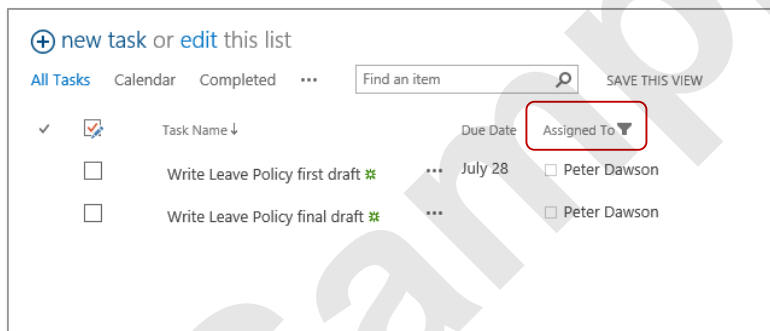 new task or edit this list
All Tasks Calendar Completed ••• Find an item SAVE THIS VIEW
Task Name Due Date Assigned To
Write Leave Policy first draft ••• July 28 Peter Dawson
Write Leave Policy final draft ••• Peter Dawson